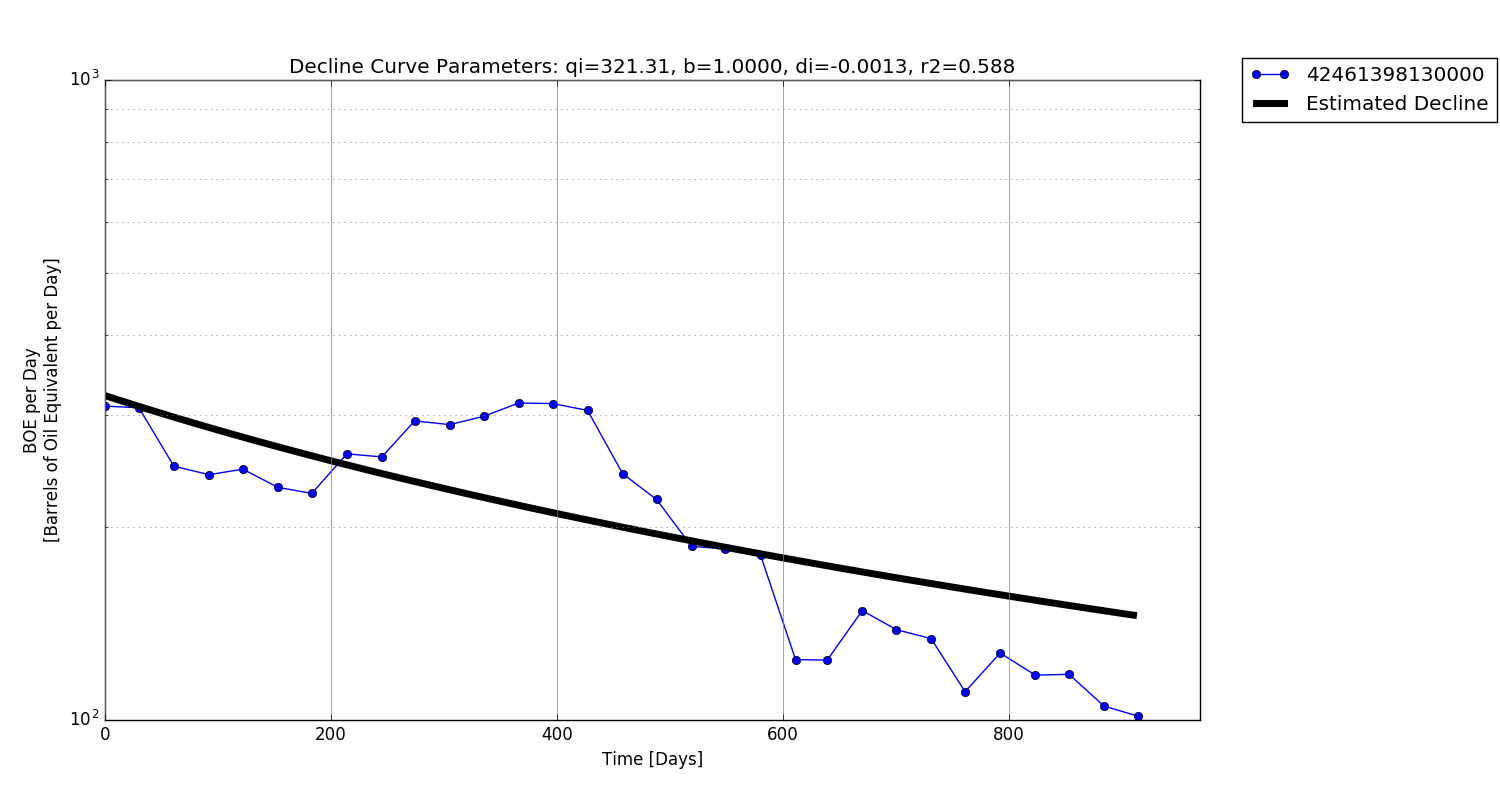 Decline Curve Parameters: qi=321.31, b=1.0000, di=-0.0013, r2=0.588
10³
10²
BOE per Day
[Barrels of Oil Equivalent per Day]
0 200 400 600 800
Time [Days]
42461398130000
Estimated Decline